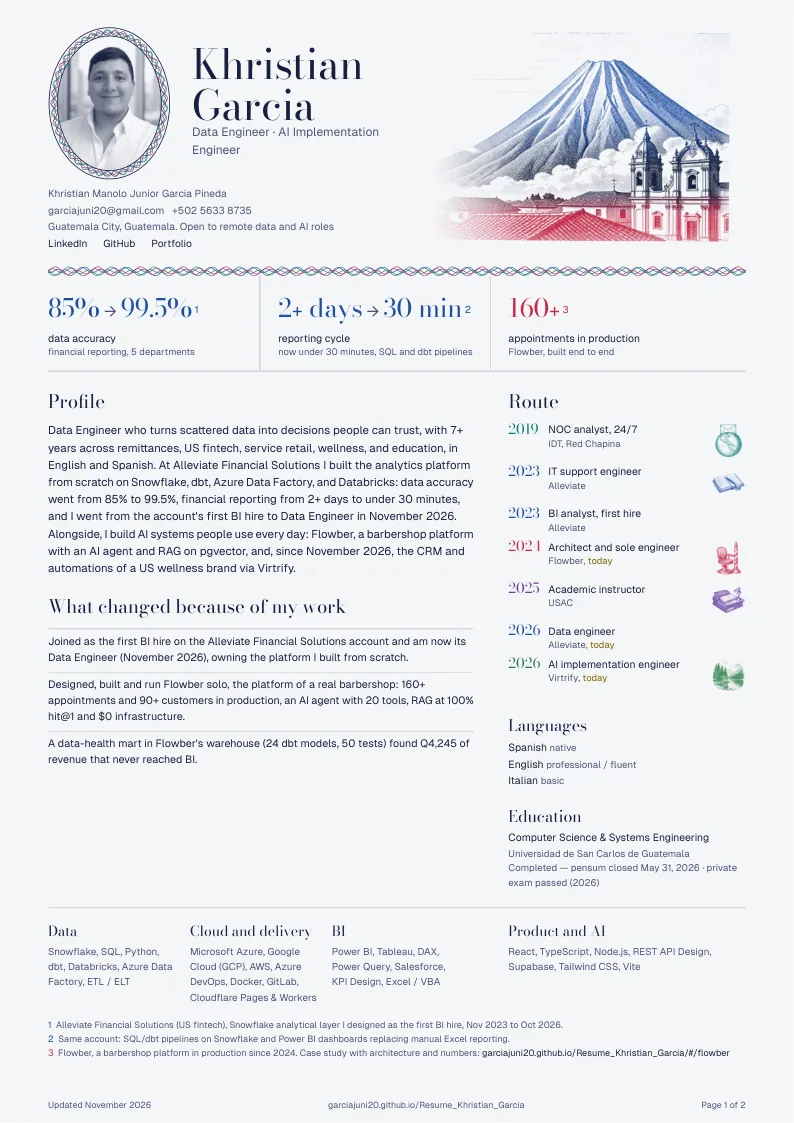 Khristian
Garcia
Data Engineer · AI Implementation
Engineer
Khristian Manolo Junior Garcia Pineda
garciajuni20@gmail.com +502 5633 8735
Guatemala City, Guatemala. Open to remote data and AI roles
LinkedIn GitHub Portfolio
85% → 99.5% 1
data accuracy
financial reporting, 5 departments
2+ days → 30 min 2
reporting cycle
now under 30 minutes, SQL and dbt pipelines
160+ 3
appointments in production
Flowber, built end to end
Profile
Data Engineer who turns scattered data into decisions people can trust, with 7+
years across remittances, US fintech, service retail, wellness, and education, in
English and Spanish. At Alleviate Financial Solutions I built the analytics platform
from scratch on Snowflake, dbt, Azure Data Factory, and Databricks: data accuracy
went from 85% to 99.5%, financial reporting from 2+ days to under 30 minutes,
and I went from the account's first BI hire to Data Engineer in November 2026.
Alongside, I build AI systems people use every day: Flowber, a barbershop platform
with an AI agent and RAG on pgvector, and, since November 2026, the CRM and
automations of a US wellness brand via Virtrify.
What changed because of my work
Joined as the first BI hire on the Alleviate Financial Solutions account and am now its
Data Engineer (November 2026), owning the platform I built from scratch.
Designed, built and run Flowber solo, the platform of a real barbershop: 160+
appointments and 90+ customers in production, an AI agent with 20 tools, RAG at 100%
hit@1 and $0 infrastructure.
A data-health mart in Flowber's warehouse (24 dbt models, 50 tests) found Q4,245 of
revenue that never reached BI.
Route
2019 NOC analyst, 24/7
IDT, Red Chapina
2023 IT support engineer
Alleviate
2023 BI analyst, first hire
Alleviate
2024 Architect and sole engineer
Flowber, today
2025 Academic instructor
USAC
2026 Data engineer
Alleviate, today
2026 AI implementation engineer
Virtrify, today
Languages
Spanish native
English professional / fluent
Italian basic
Education
Computer Science & Systems Engineering
Universidad de San Carlos de Guatemala
Completed — pensum closed May 31, 2026 · private
exam passed (2026)
Data
Snowflake, SQL, Python,
dbt, Databricks, Azure Data
Factory, ETL / ELT
Cloud and delivery
Microsoft Azure, Google
Cloud (GCP), AWS, Azure
DevOps, Docker, GitLab,
Cloudflare Pages & Workers
BI
Power BI, Tableau, DAX,
Power Query, Salesforce,
KPI Design, Excel / VBA
Product and AI
React, TypeScript, Node.js, REST API Design,
Supabase, Tailwind CSS, Vite
1 Alleviate Financial Solutions (US fintech), Snowflake analytical layer I designed as the first BI hire, Nov 2023 to Oct 2026.
2 Same account: SQL/dbt pipelines on Snowflake and Power BI dashboards replacing manual Excel reporting.
3 Flowber, a barbershop platform in production since 2024. Case study with architecture and numbers: garciajuni20.github.io/Resume_Khristian_Garcia/#/flowber
Updated November 2026
garciajuni20.github.io/Resume_Khristian_Garcia
Page 1 of 2